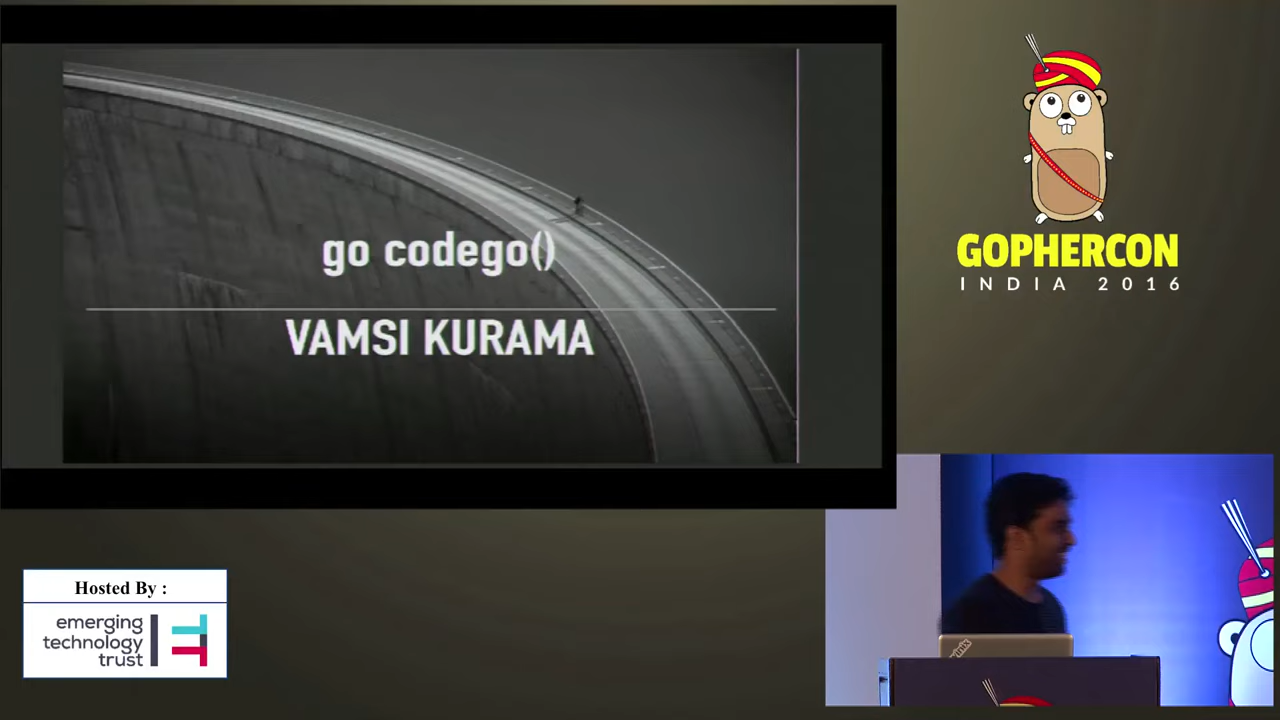 go codego()
VAMSI KURAMA
GOPHERCON
INDIA 2016
Hosted By :
emerging
technology
trust